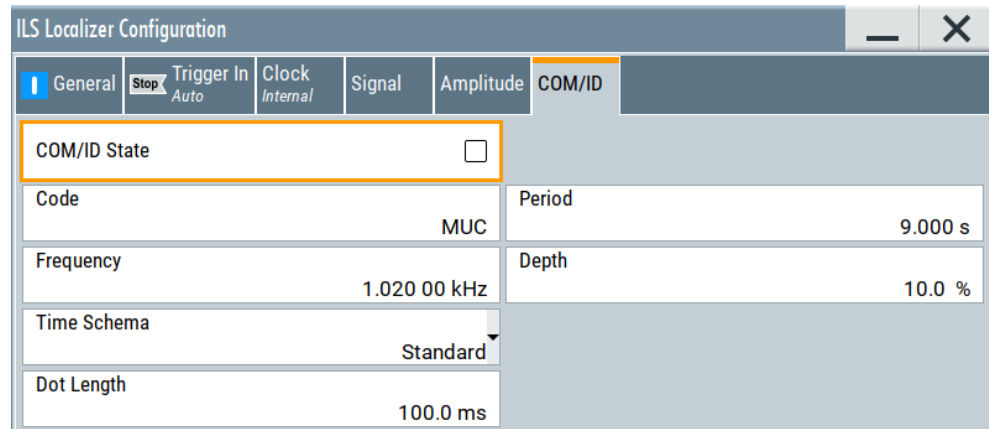 ILS Localizer Configuration
General Stop Trigger In Auto Clock Internal Signal Amplitude COM/ID
COM/ID State
Code MUC Period 9.000 s
Frequency 1.020 00 kHz Depth 10.0 %
Time Schema Standard
Dot Length 100.0 ms